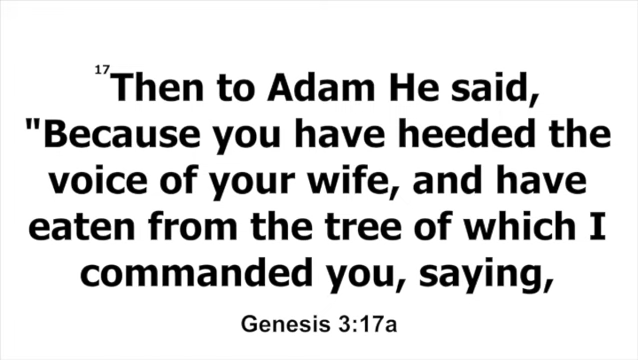 17Then to Adam He said,
"Because you have heeded the
voice of your wife, and have
eaten from the tree of which I
commanded you, saying,
Genesis 3:17a